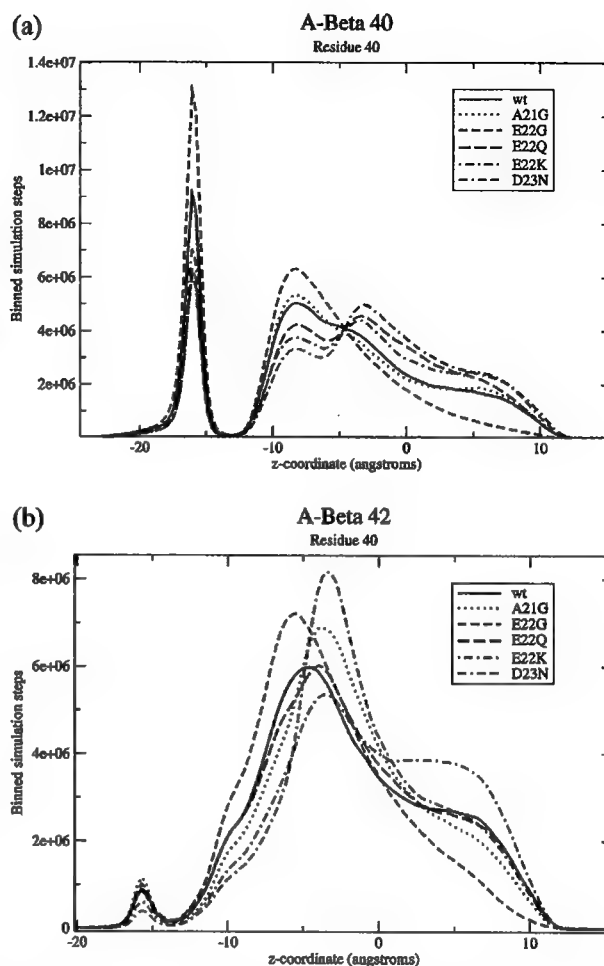 (a)
A-Beta 40
Residue 40
1.4e+07
1.2e+07
1e+07
8e+06
6e+06
4e+06
2e+06
Binned simulation steps
wt
A21G
E22G
E22Q
E22K
D23N
-20
-10
0
10
z-coordinate (angstroms)
(b)
A-Beta 42
Residue 40
8e+06
6e+06
4e+06
2e+06
0
Binned simulation steps
wt
A21G
E22G
E22Q
E22K
D23N
-20
-10
0
10
z-coordinate (angstroms)